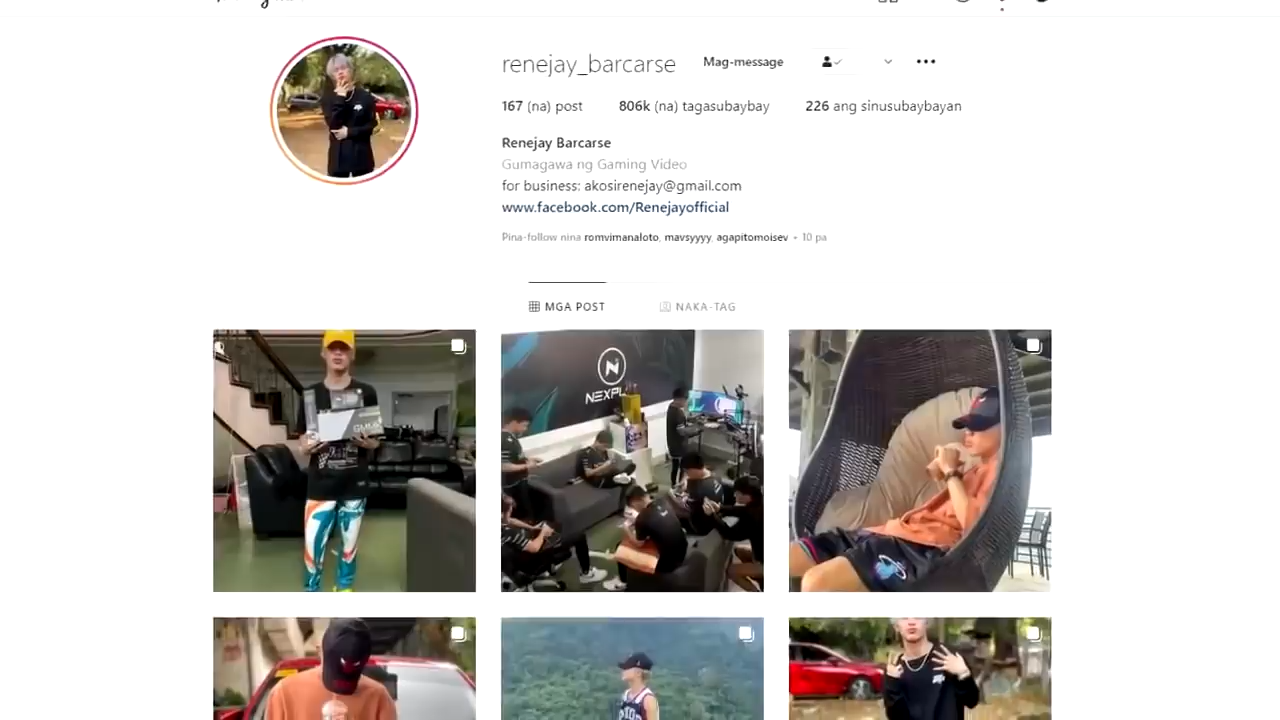 renejay_barcarse Mag-message
167 (na) post 806k (na) tagasubaybay 226 ang sinusubaybayan
Renejay Barcarse
Gumagawa ng Gaming Video
for business: akosirenejay@gmail.com
www.facebook.com/Renejayofficial
Pina-follow nina romvimanaloto, mavsyyyy, agapitomoisev • 10 pa
MGA POST NAKA-TAG
NEXPL